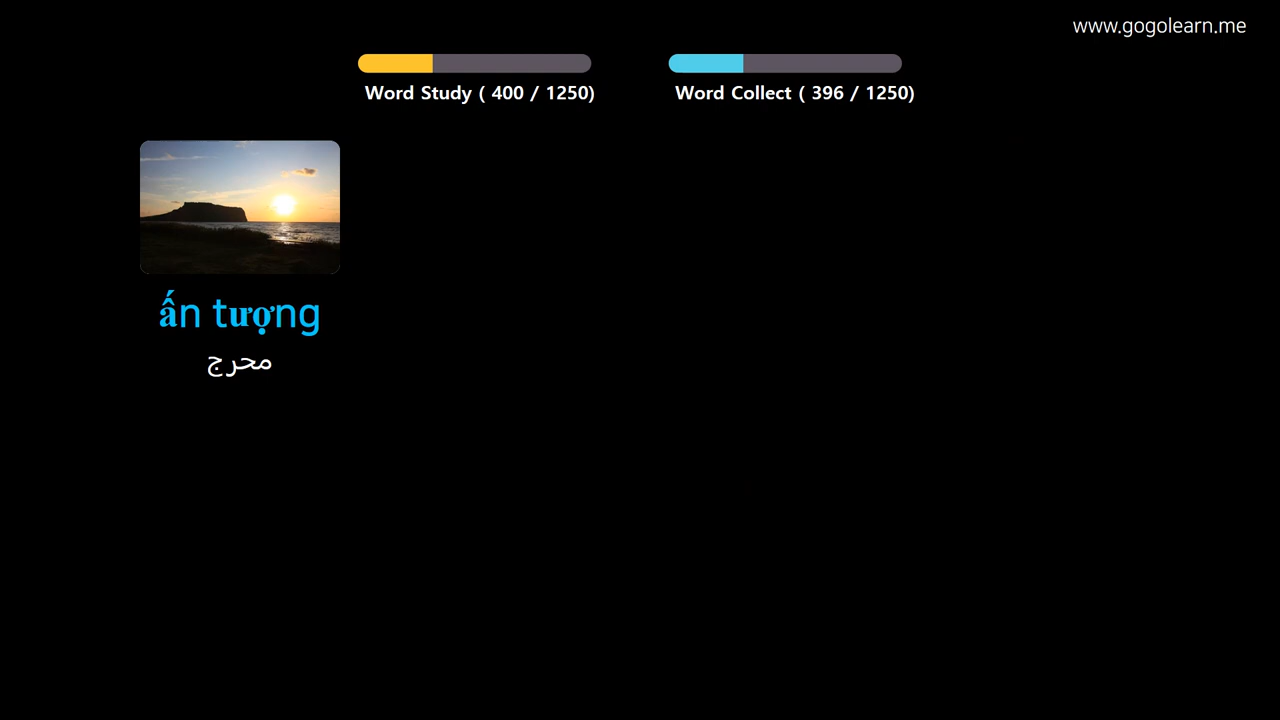 www.gogolearn.me
Word Study ( 400 / 1250)
Word Collect ( 396 / 1250)
ấn tượng
محرج